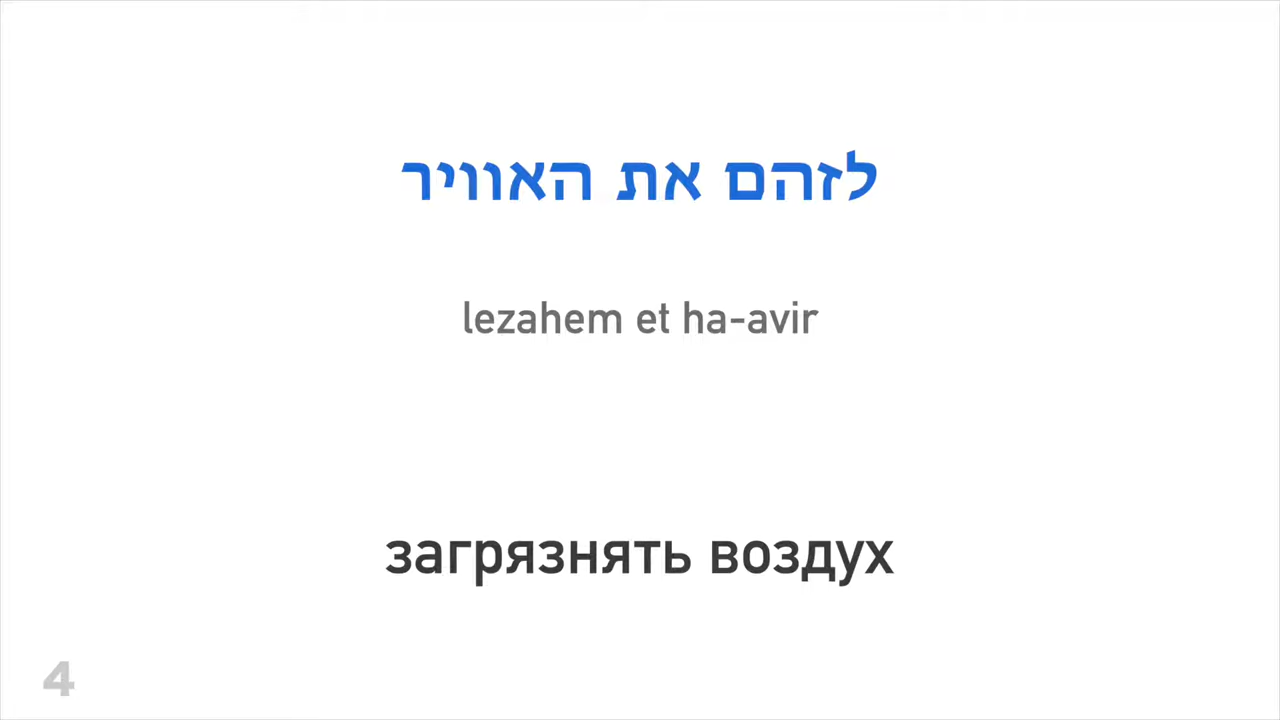 לזהם את האוויר
lezahem et ha-avir
загрязнять воздух
4